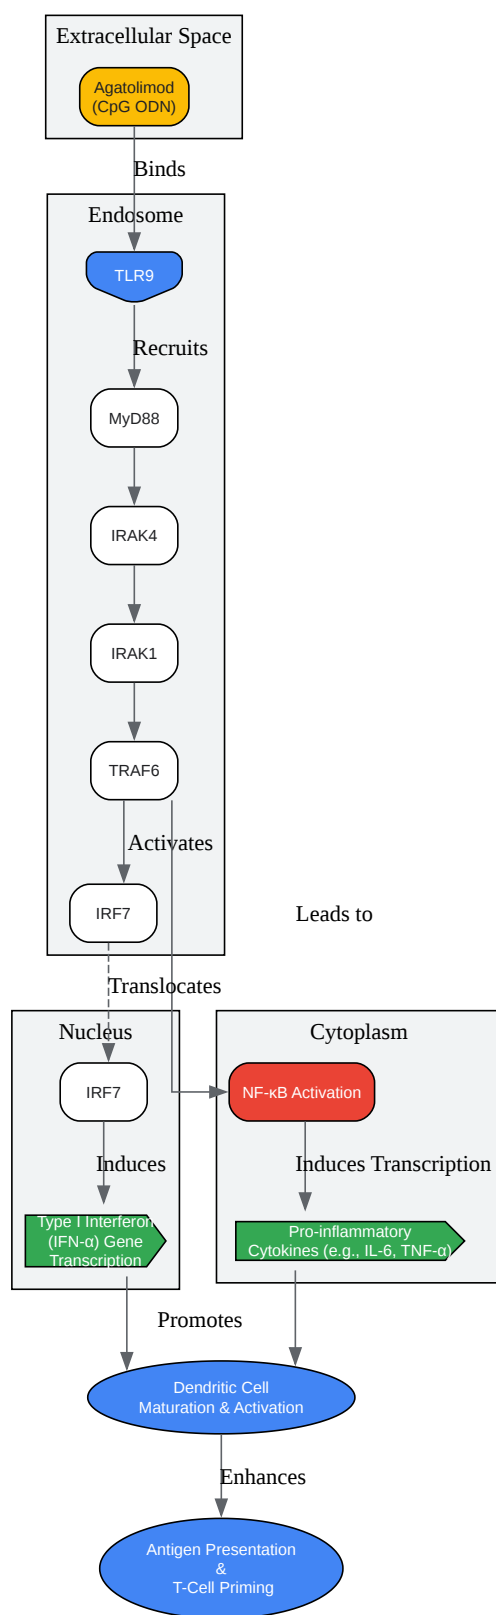 Extracellular Space
Agatolimod
(CpG ODN)
Binds
Endosome
TLR9
Recruits
MyD88
IRAK4
IRAK1
TRAF6
Activates
IRF7
Leads to
Translocates
Nucleus
IRF7
Induces
Type I Interferon
(IFN-α) Gene
Transcription
Cytoplasm
NF-κB Activation
Induces Transcription
Pro-inflammatory
Cytokines (e.g., IL-6, TNF-α)
Promotes
Dendritic Cell
Maturation & Activation
Enhances
Antigen Presentation
&
T-Cell Priming